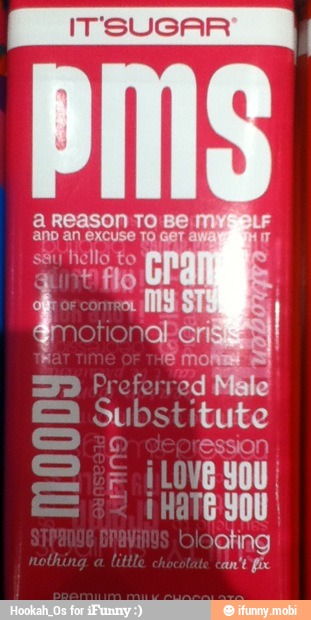 IT'SUGAR®
pms
a REASON TO BE MYSELF
AND AN EXCUSE TO GET AWAY WITH IT
say hello to
aunt flo
CRAMP
MY STYLE
OUT OF CONTROL
estrogen
emotional crisis
THAT TIME OF THE MONTH
MOODY
Preferred Male
Substitute
GUILTY
PLEASURE
depression
i LOVE YOU
i HATE YOU
STRANGE CRAVINGS bloating
nothing a little chocolate can't fix
PREMIUM MILK CHOCOLATE
Hookah_Os for iFunny :)
ifunny.mobi